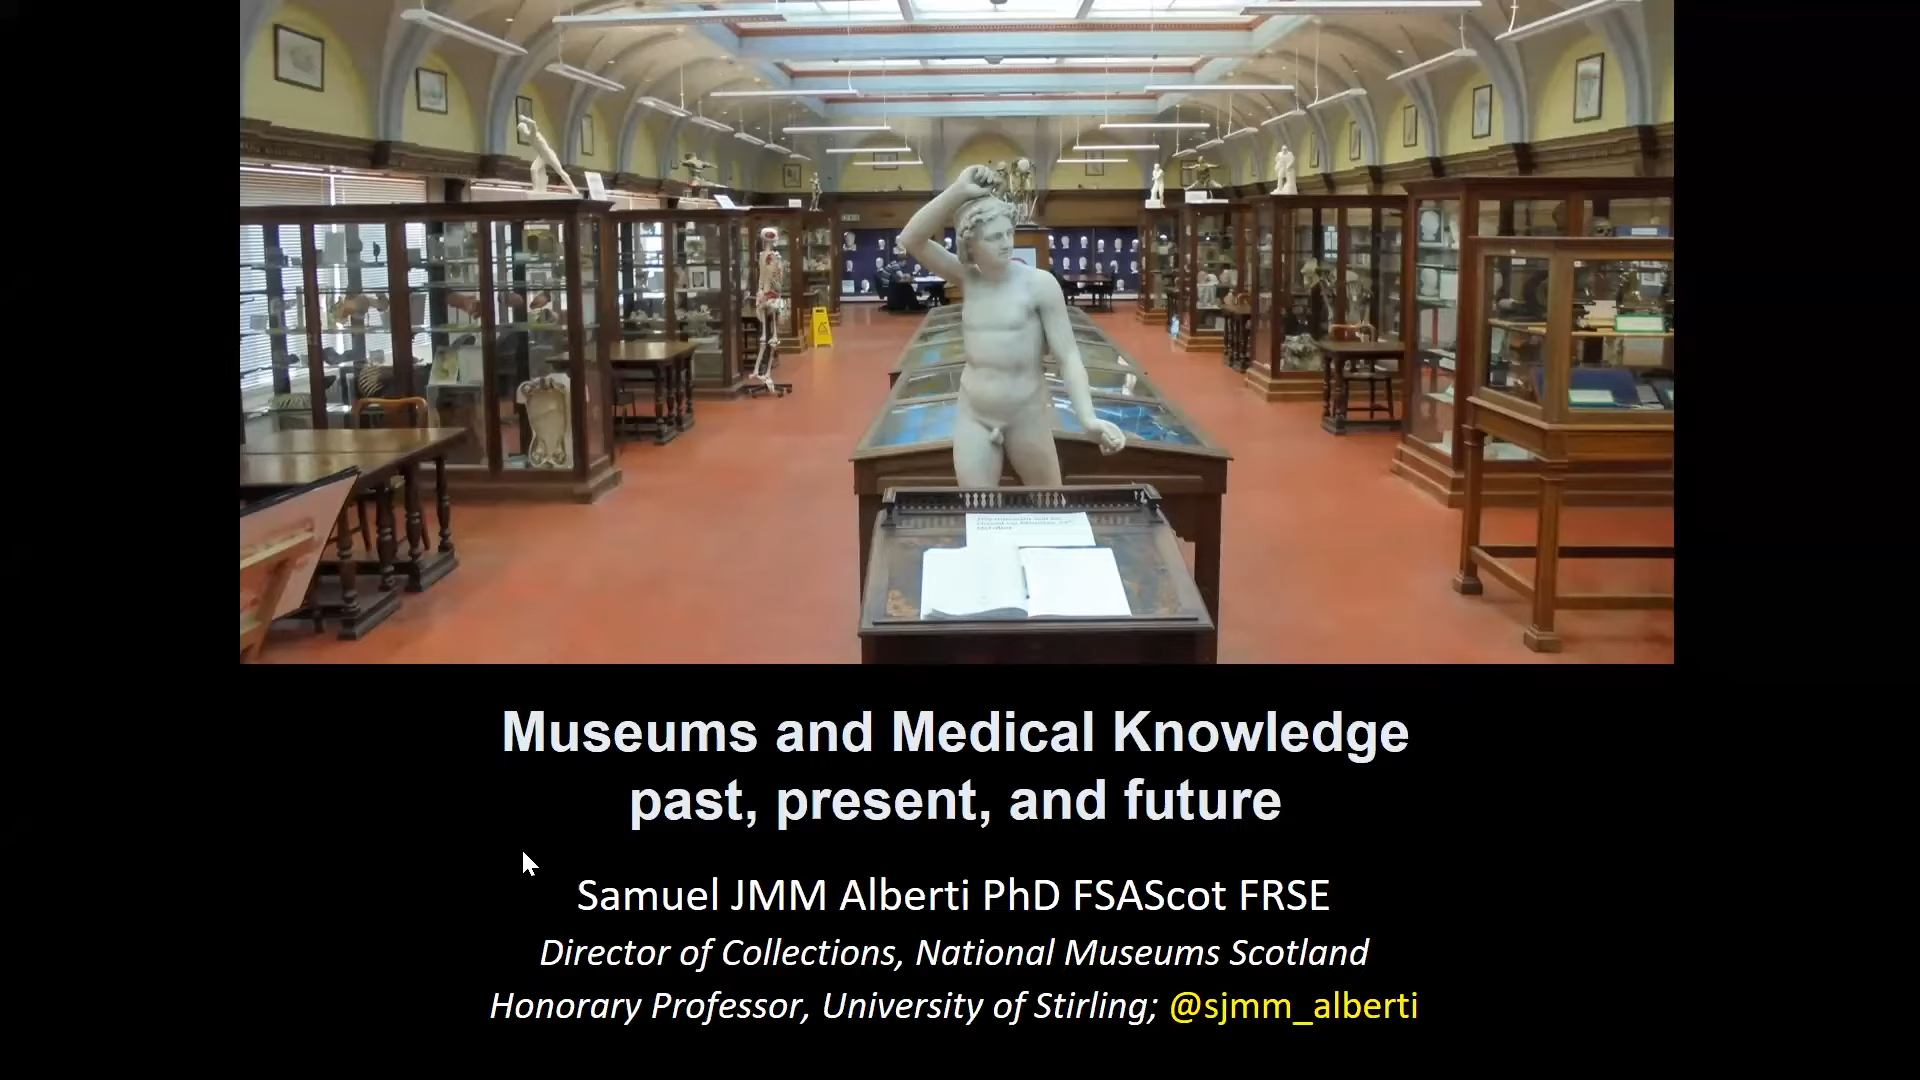 Museums and Medical Knowledge
past, present, and future
Samuel JMM Alberti PhD FSAScot FRSE
Director of Collections, National Museums Scotland
Honorary Professor, University of Stirling; @sjmm_alberti